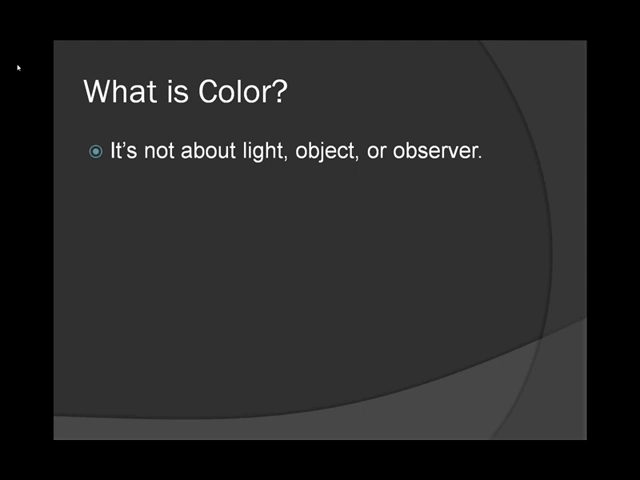 What is Color?
It’s not about light, object, or observer.